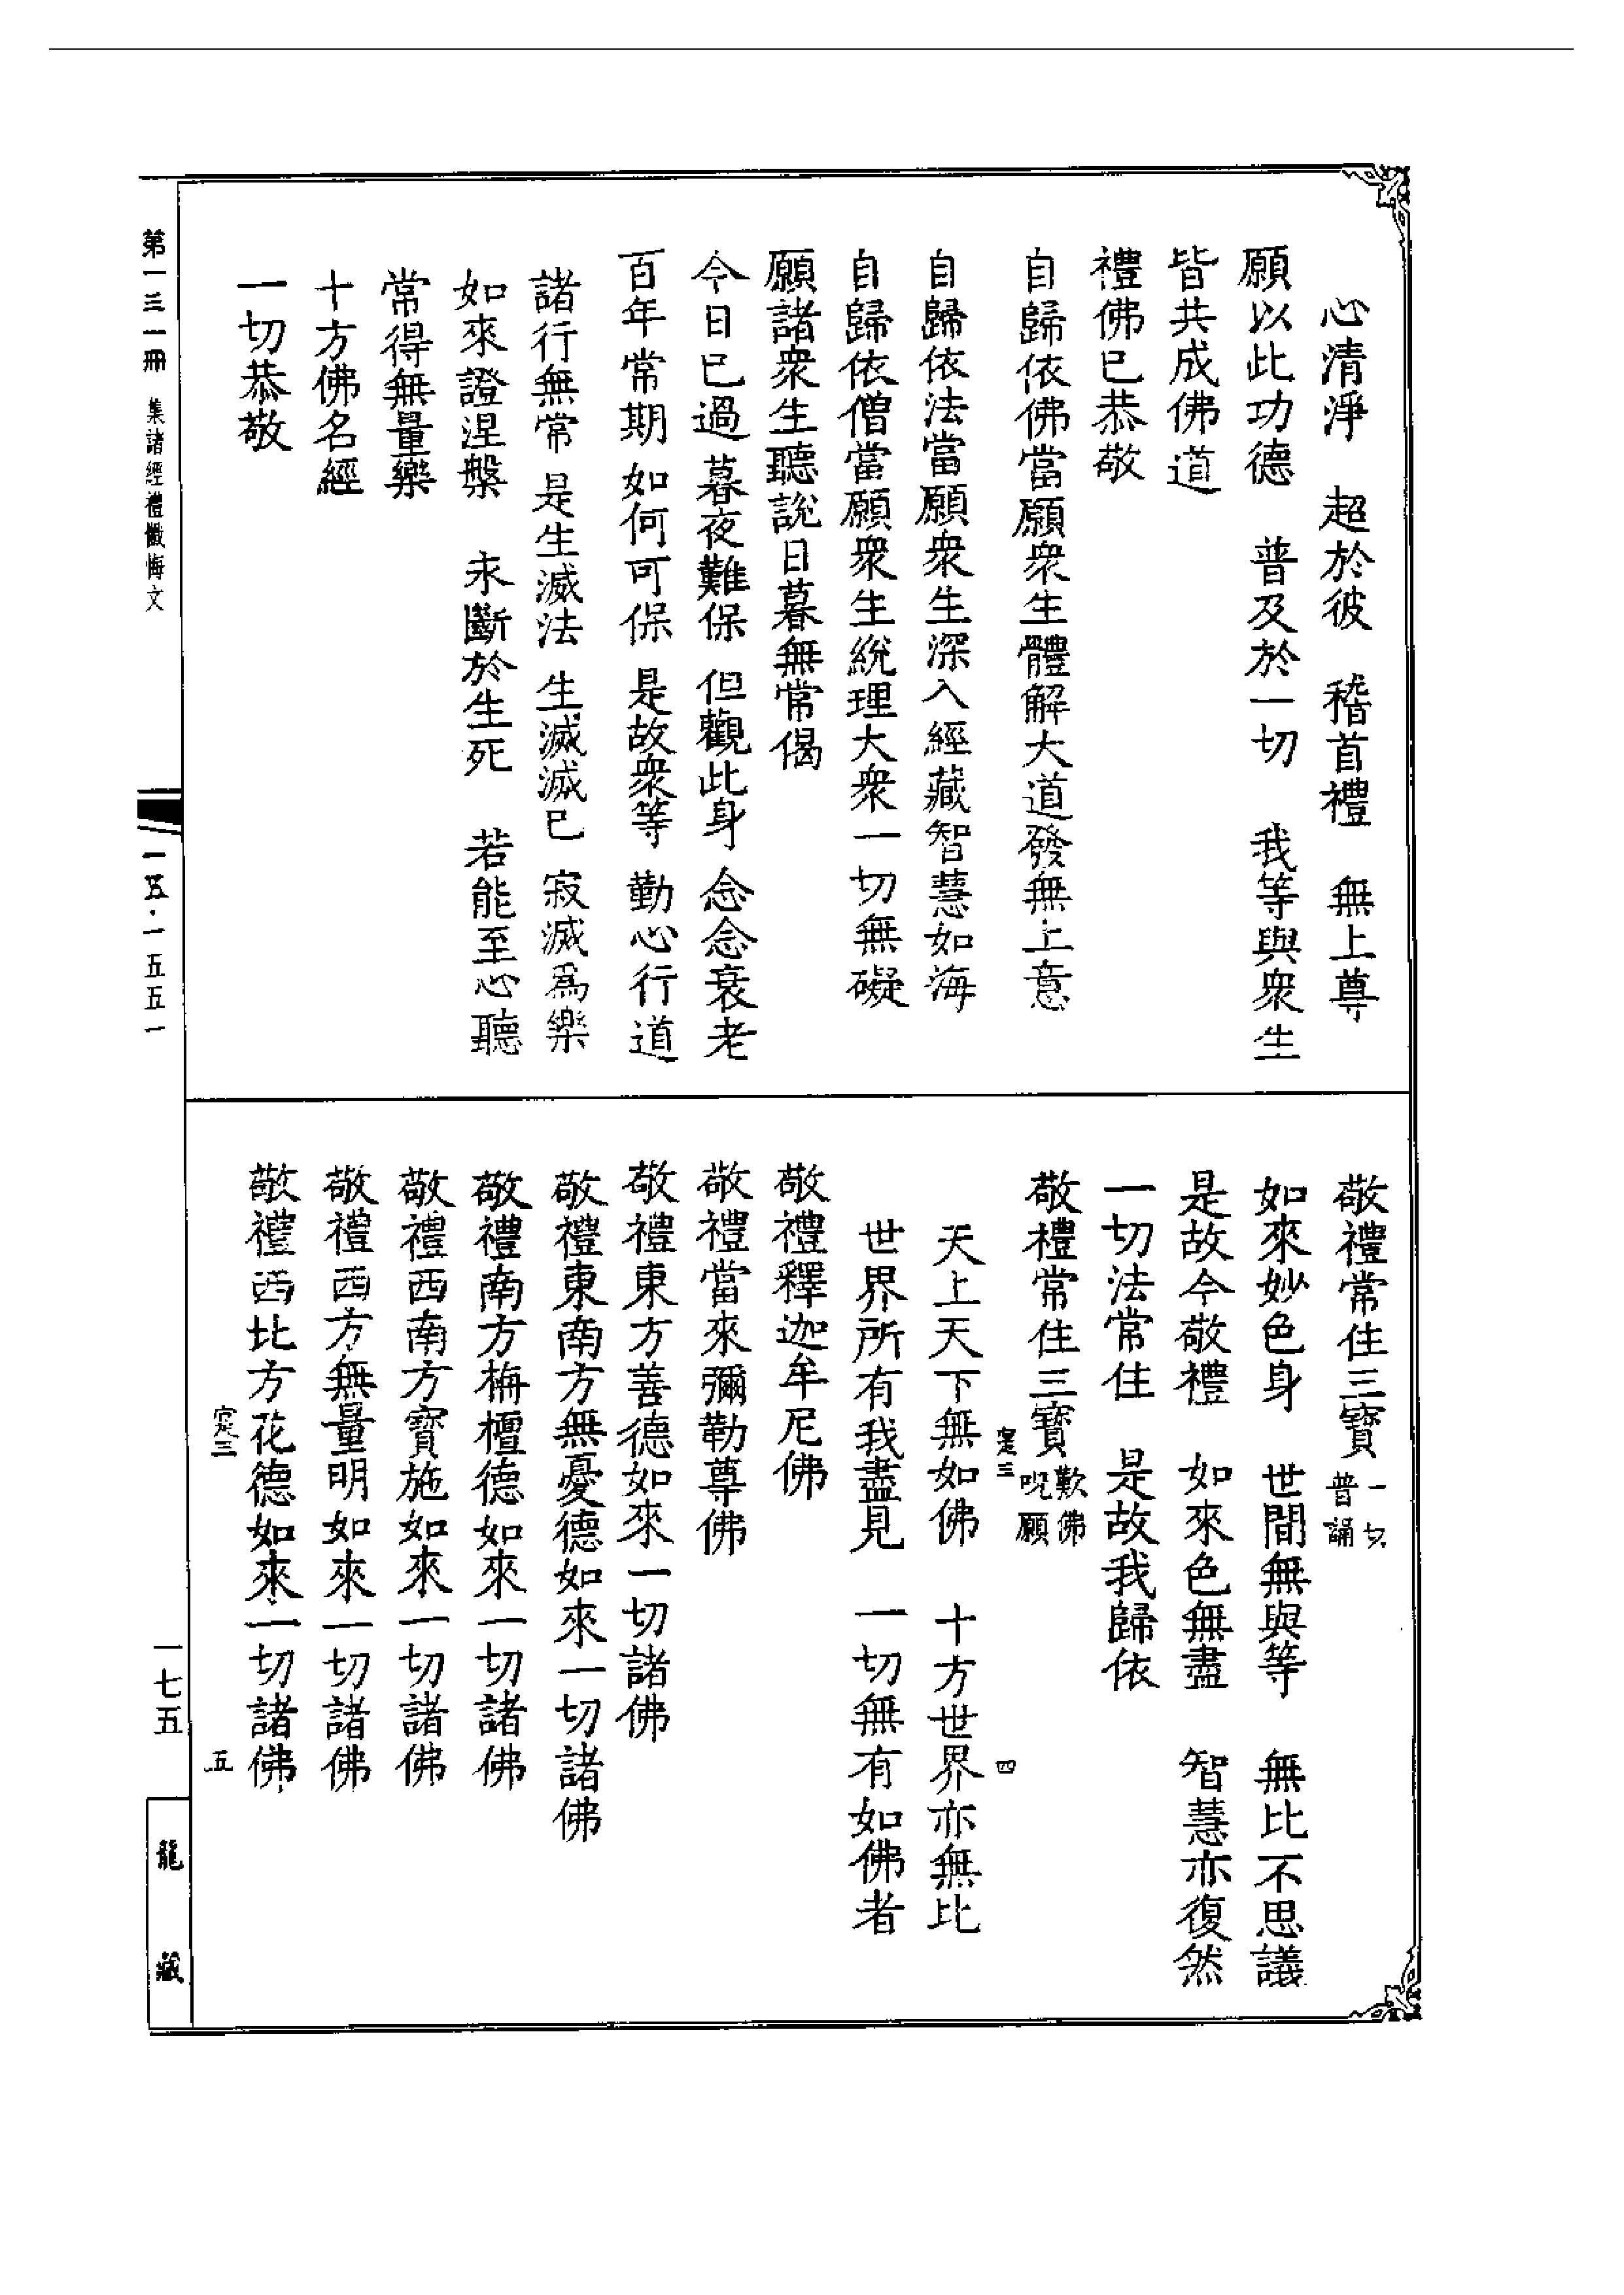 心清淨　超於彼　稽首禮　無上尊
願以此功德　普及於一切　我等與衆生
皆共成佛道
禮佛已恭敬
自歸依佛當願衆生體解大道發無上意
自歸依法當願衆生深入經藏智慧如海
自歸依僧當願衆生統理大衆一切無礙
願諸衆生聽說日暮無常偈
今日已過　暮夜難保　但觀此身　念念衰老
百年常期　如何可保　是故衆等　勤心行道
諸行無常　是生滅法　生滅滅已　寂滅爲樂
如來證涅槃　永斷於生死　若能至心聽
常得無量樂
十方佛名經
一切恭敬
敬禮常住三寶一切普誦
如來妙色身　世間無與等　無比不思議
是故今敬禮　如來色無盡　智慧亦復然
一切法常住　是故我歸依
敬禮常住三寶歎佛呪願
寔三　四
天上天下無如佛　十方世界亦無比
世界所有我盡見　一切無有如佛者
敬禮釋迦牟尼佛
敬禮當來彌勒尊佛
敬禮東方善德如來一切諸佛
敬禮東南方無憂德如來一切諸佛
敬禮南方栴檀德如來一切諸佛
敬禮西南方寶施如來一切諸佛
敬禮西方無量明如來一切諸佛
敬禮西北方花德如來一切諸佛
寔三　五
第一三一冊　集諸經禮懺悔文
一五·一五五一
一七五
龍藏